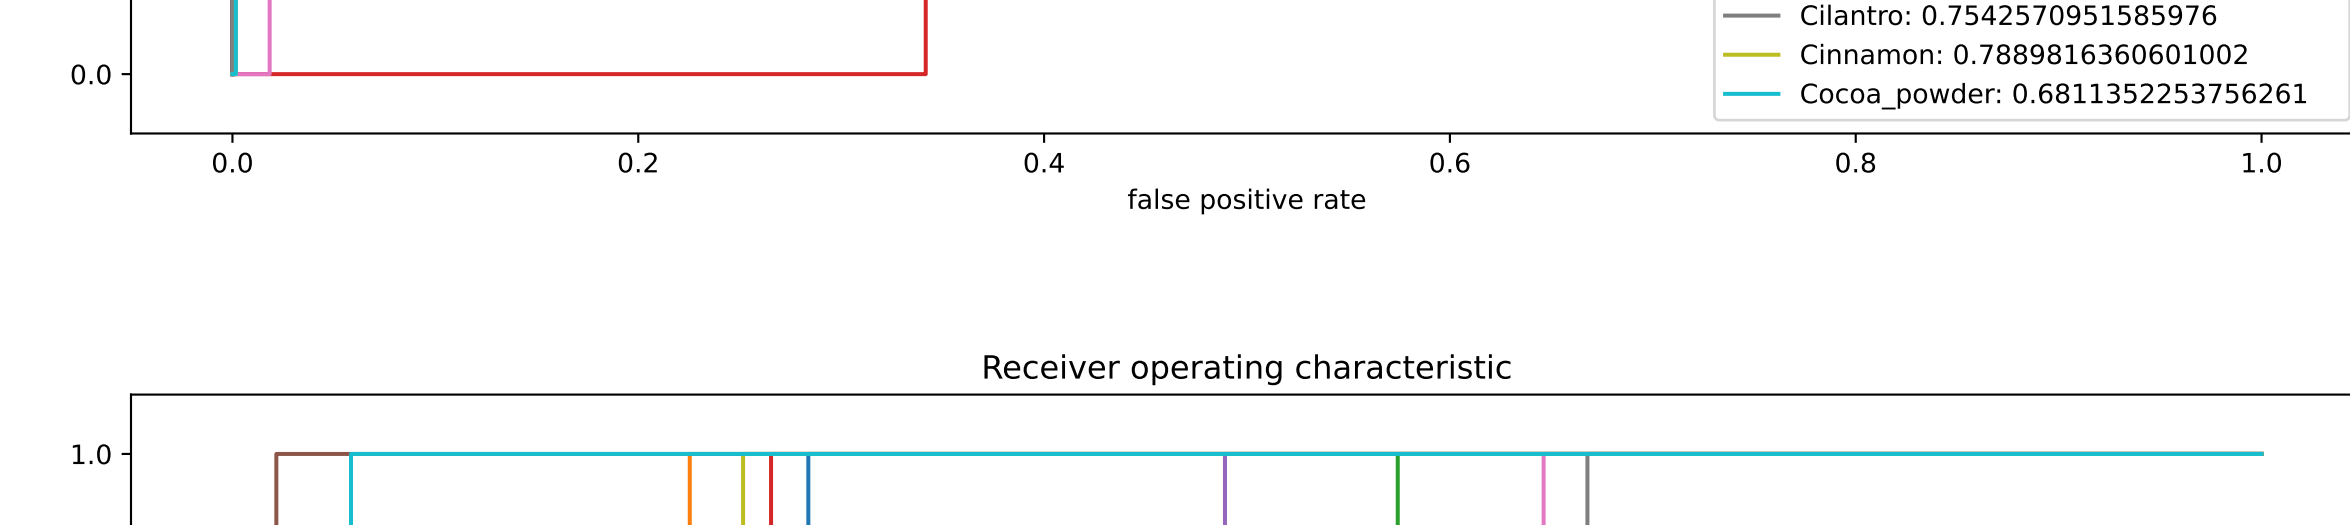 Cilantro: 0.7542570951585976
Cinnamon: 0.7889816360601002
Cocoa_powder: 0.6811352253756261
0.0
0.0 0.2 0.4 0.6 0.8 1.0
false positive rate
Receiver operating characteristic
1.0